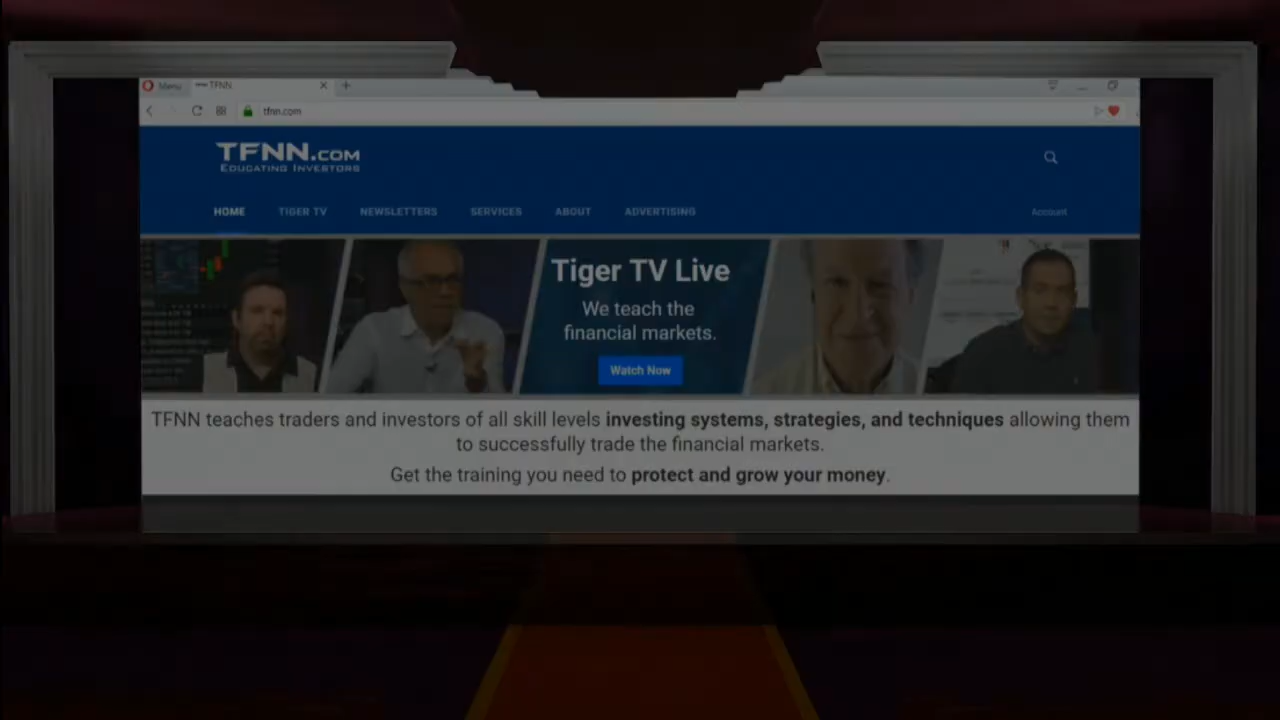 Menu
TFNN
tfnn.com
TFNN.COM
EDUCATING INVESTORS
HOME TIGER TV NEWSLETTERS SERVICES ABOUT ADVERTISING Account
Tiger TV Live
We teach the
financial markets.
Watch Now
TFNN teaches traders and investors of all skill levels investing systems, strategies, and techniques allowing them
to successfully trade the financial markets.
Get the training you need to protect and grow your money.